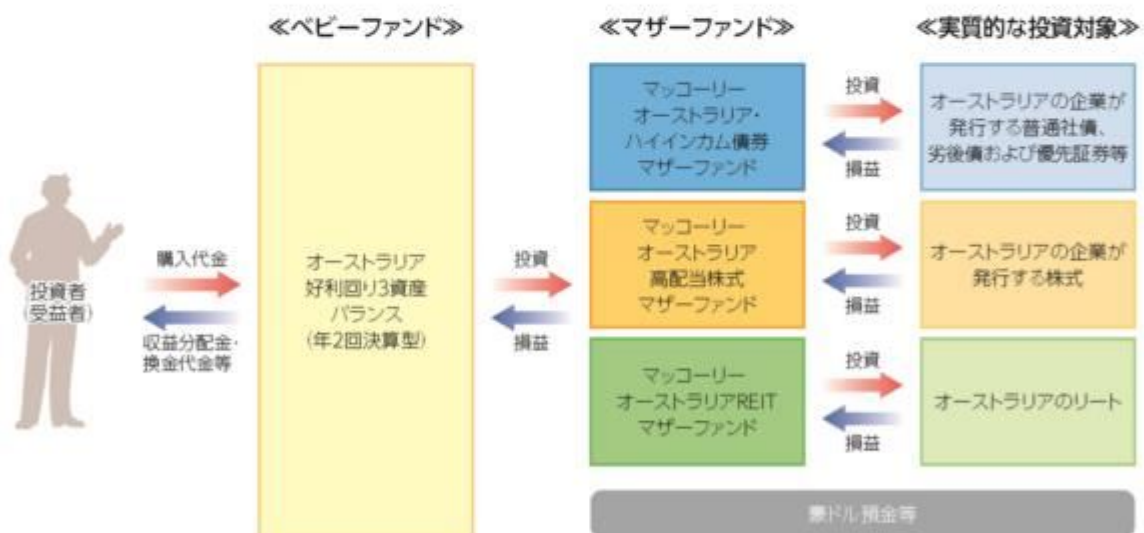 ≪ベビーファンド≫
≪マザーファンド≫
≪実質的な投資対象≫
投資者
(受益者)
購入代金
収益分配金・
換金代金等
オーストラリア
好利回り3資産
バランス
(年2回決算型)
投資
損益
マッコーリー
オーストラリア・
ハイインカム債券
マザーファンド
投資
損益
オーストラリアの企業が
発行する普通社債、
劣後債および優先証券等
マッコーリー
オーストラリア
高配当株式
マザーファンド
投資
損益
オーストラリアの企業が
発行する株式
マッコーリー
オーストラリアREIT
マザーファンド
投資
損益
オーストラリアのリート
豪ドル預金等